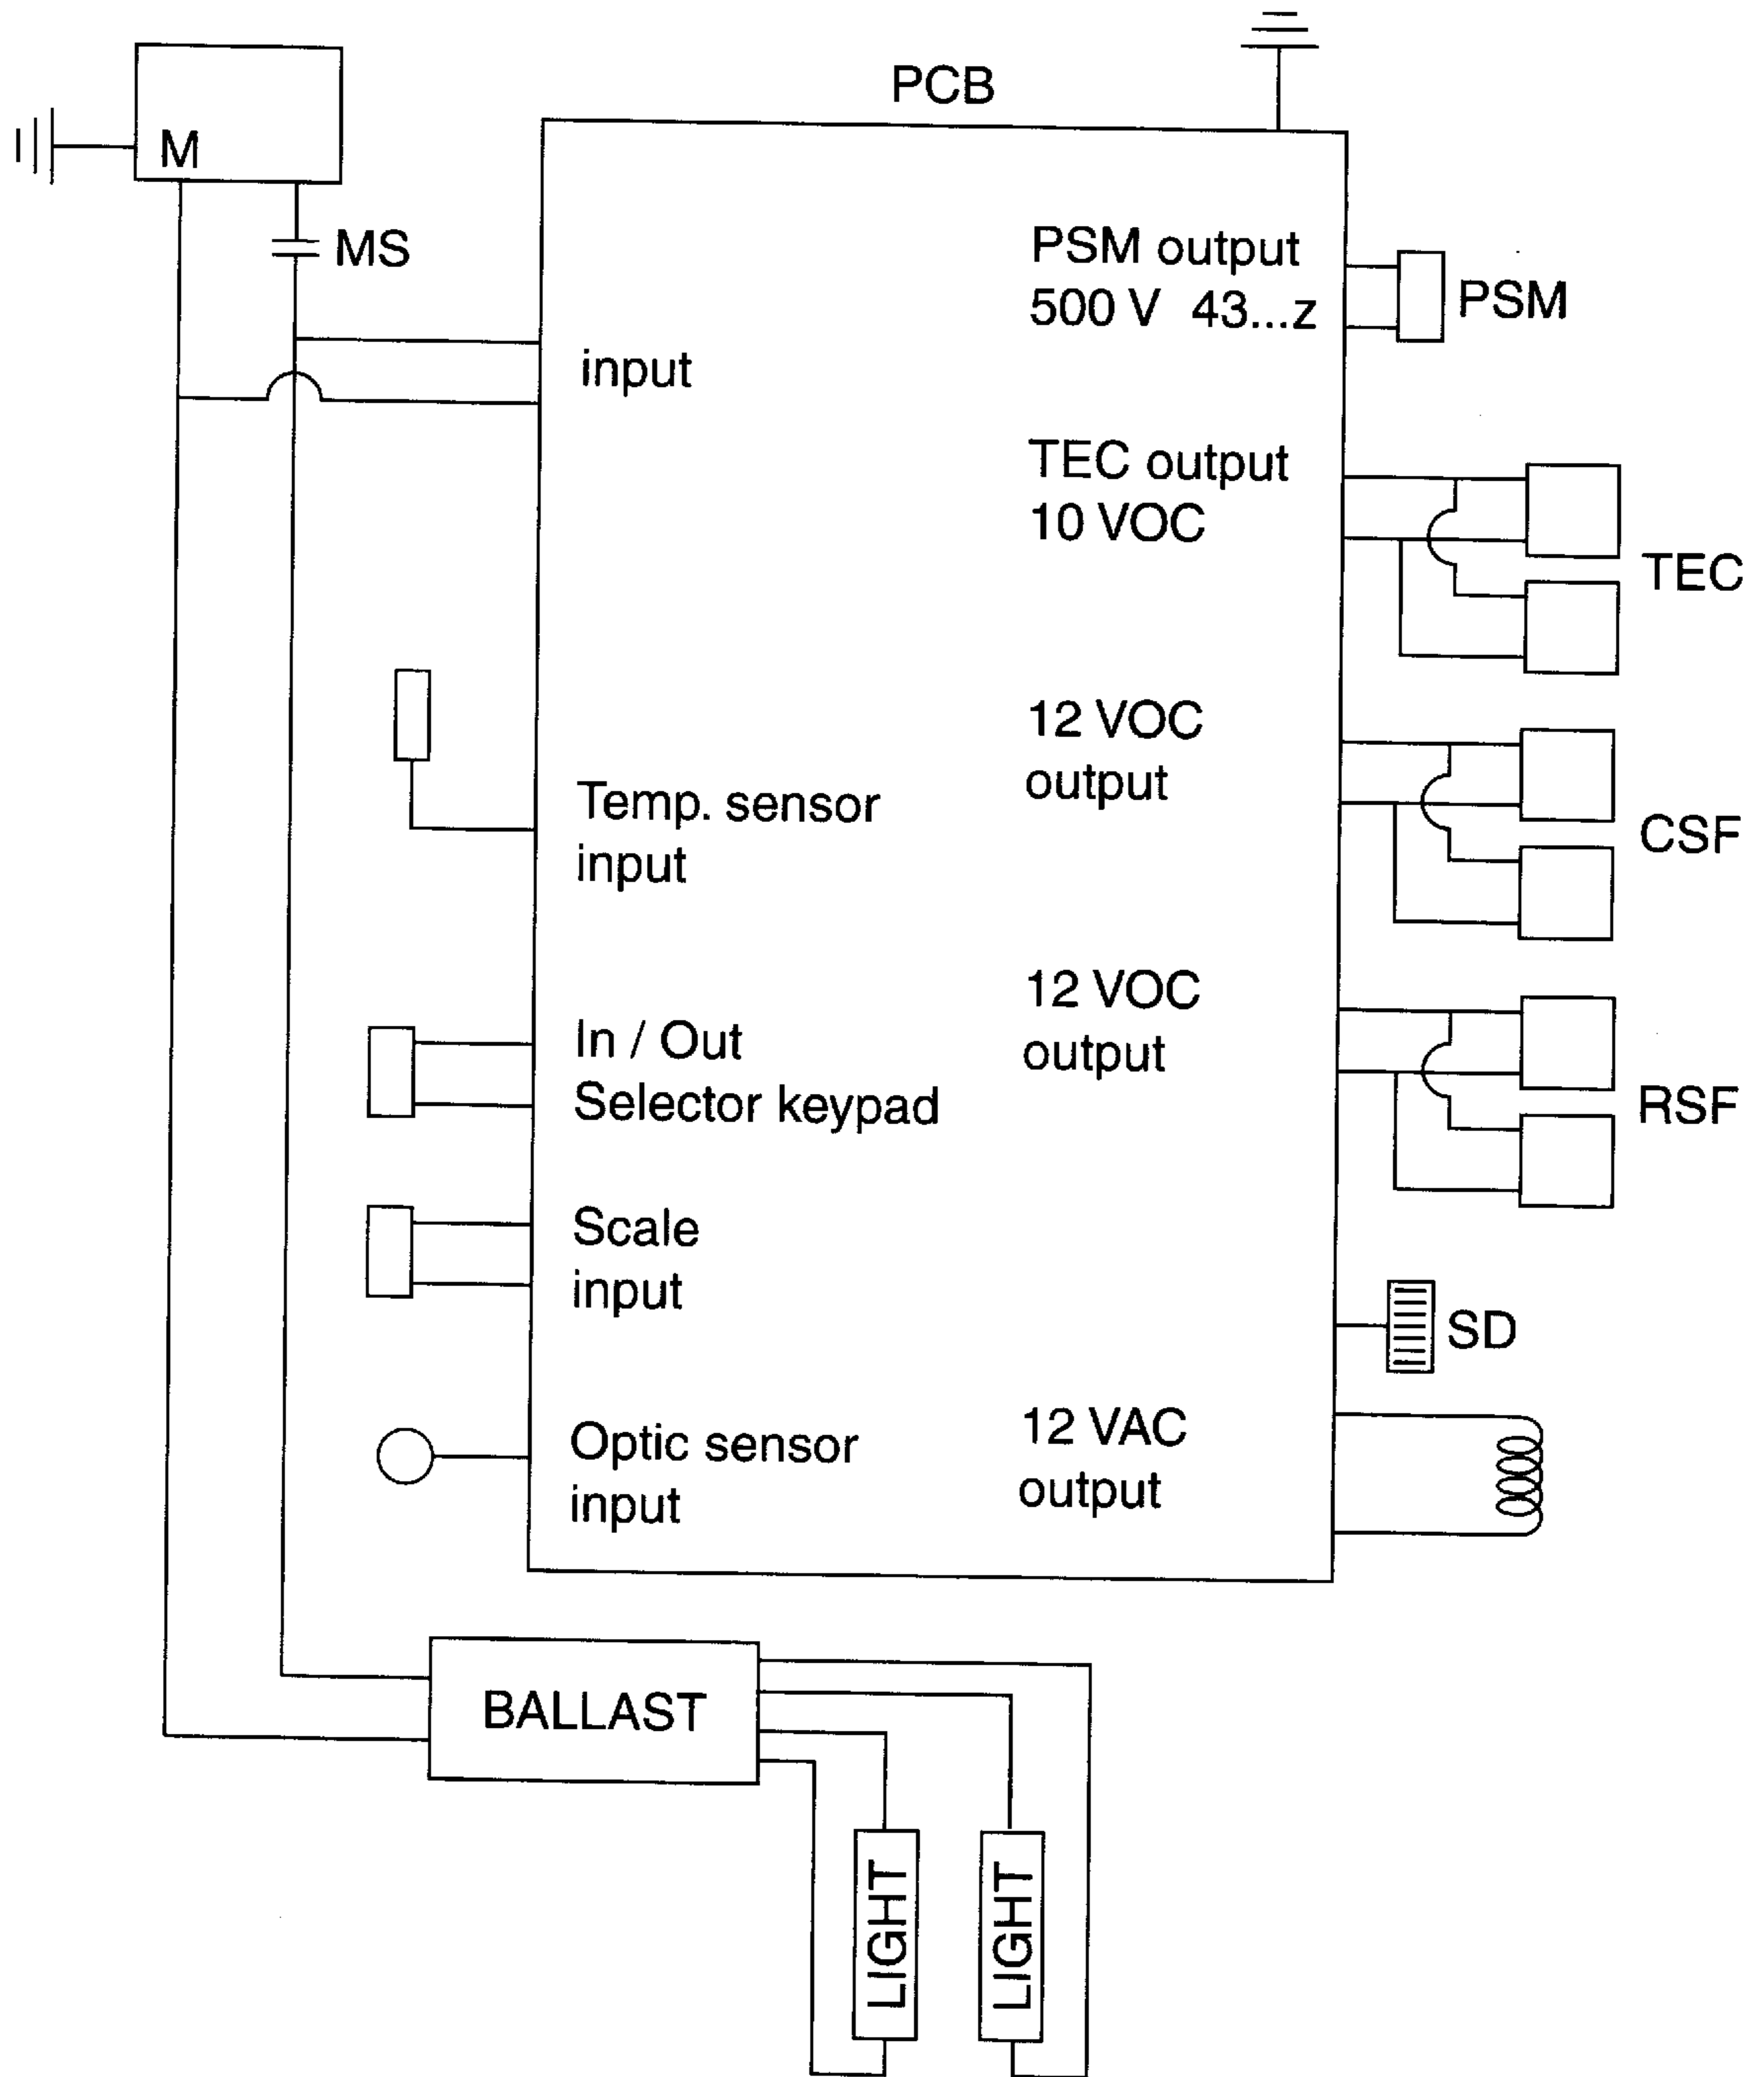 PCB
M
MS
PSM output
500 V 43...z
PSM
input
TEC output
10 VOC
TEC
12 VOC
output
CSF
Temp. sensor
input
12 VOC
output
RSF
In / Out
Selector keypad
Scale
input
SD
Optic sensor
input
12 VAC
output
BALLAST
LIGHT
LIGHT